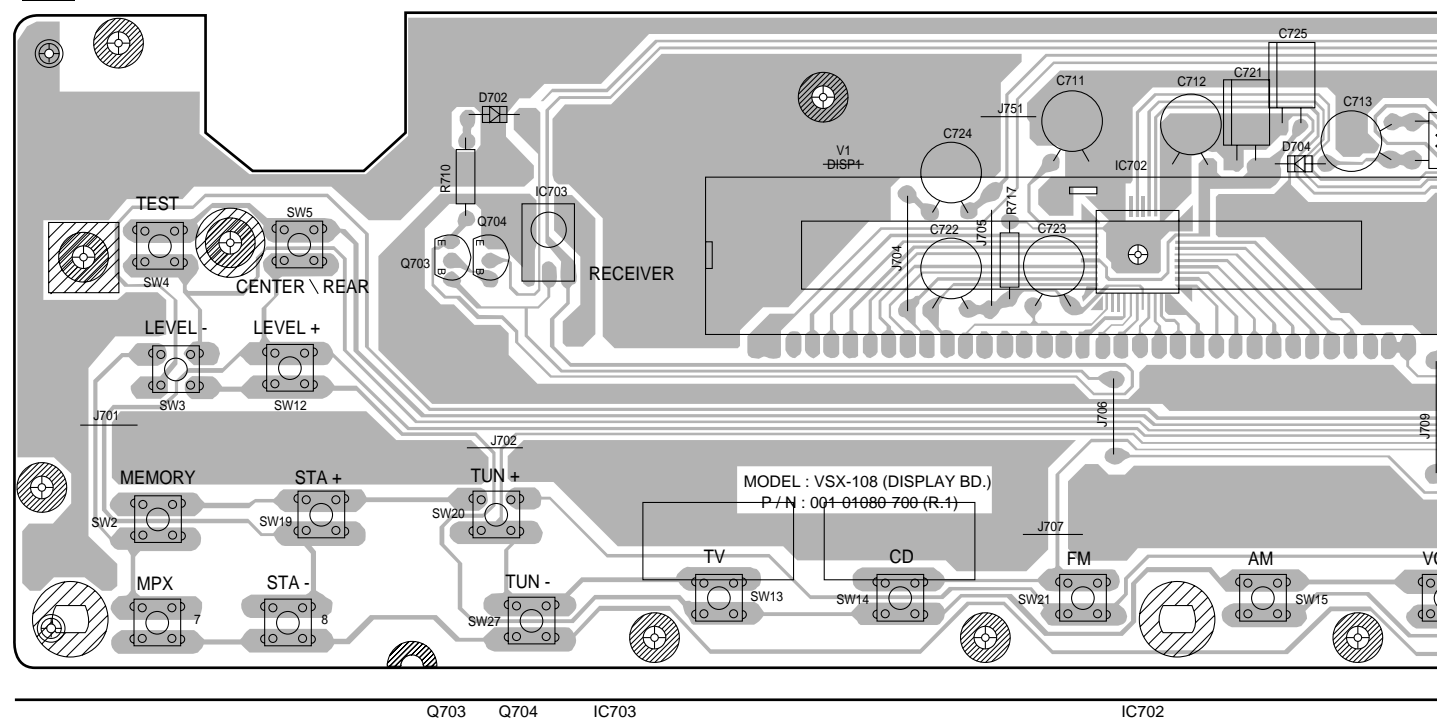 C725
C711
C712
C721
C713
D702
J751
C724
V1
DISP1
IC702
D704
R710
IC703
R717
TEST
SW5
Q704
J705
C722
C723
J704
Q703
E
B
E
B
RECEIVER
SW4
CENTER \ REAR
LEVEL -
LEVEL +
SW3
SW12
J701
J706
J709
J702
MEMORY
STA +
TUN +
MODEL : VSX-108 (DISPLAY BD.)
P / N : 001 01080 700 (R.1)
SW2
SW19
SW20
J707
TV
CD
FM
AM
MPX
STA -
TUN -
SW13
SW14
SW21
SW15
7
8
SW27
Q703
Q704
IC703
IC702